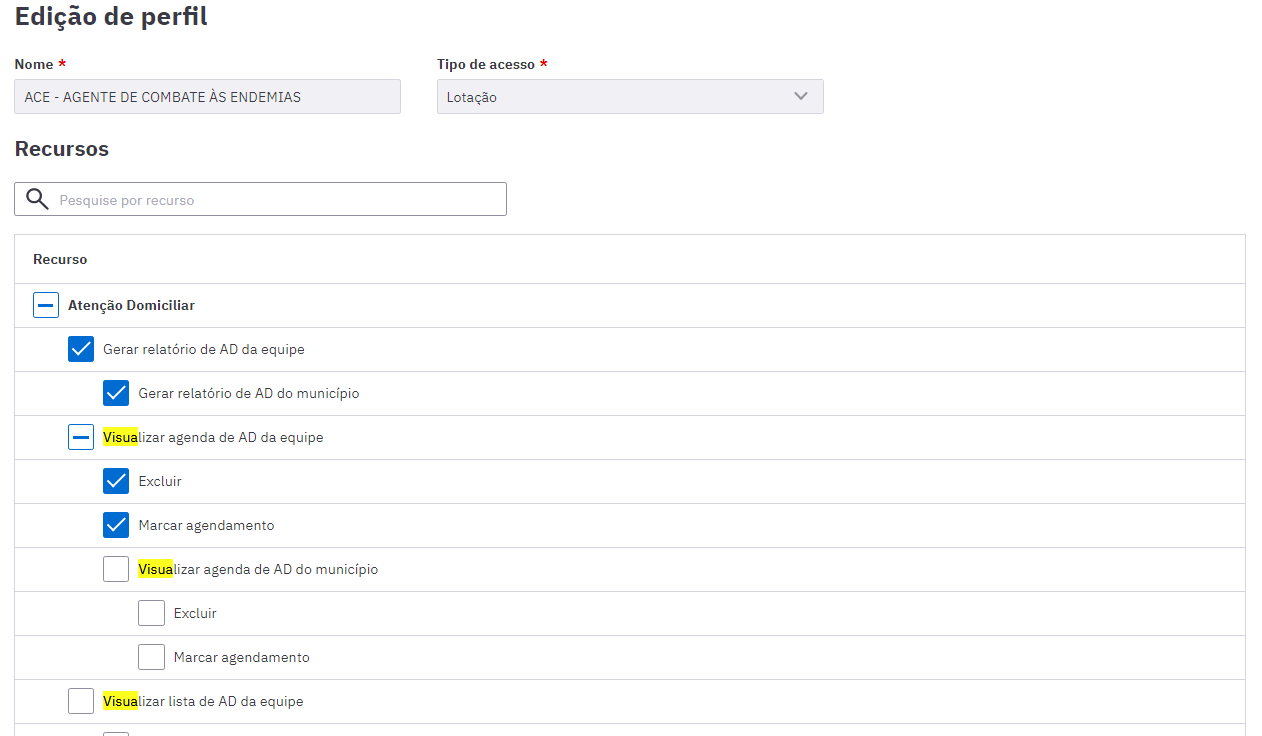 Edição de perfil
Nome *
Tipo de acesso *
ACE - AGENTE DE COMBATE ÀS ENDEMIAS
Lotação
Recursos
Pesquise por recurso
Recurso
Atenção Domiciliar
Gerar relatório de AD da equipe
Gerar relatório de AD do município
Visualizar agenda de AD da equipe
Excluir
Marcar agendamento
Visualizar agenda de AD do município
Excluir
Marcar agendamento
Visualizar lista de AD da equipe